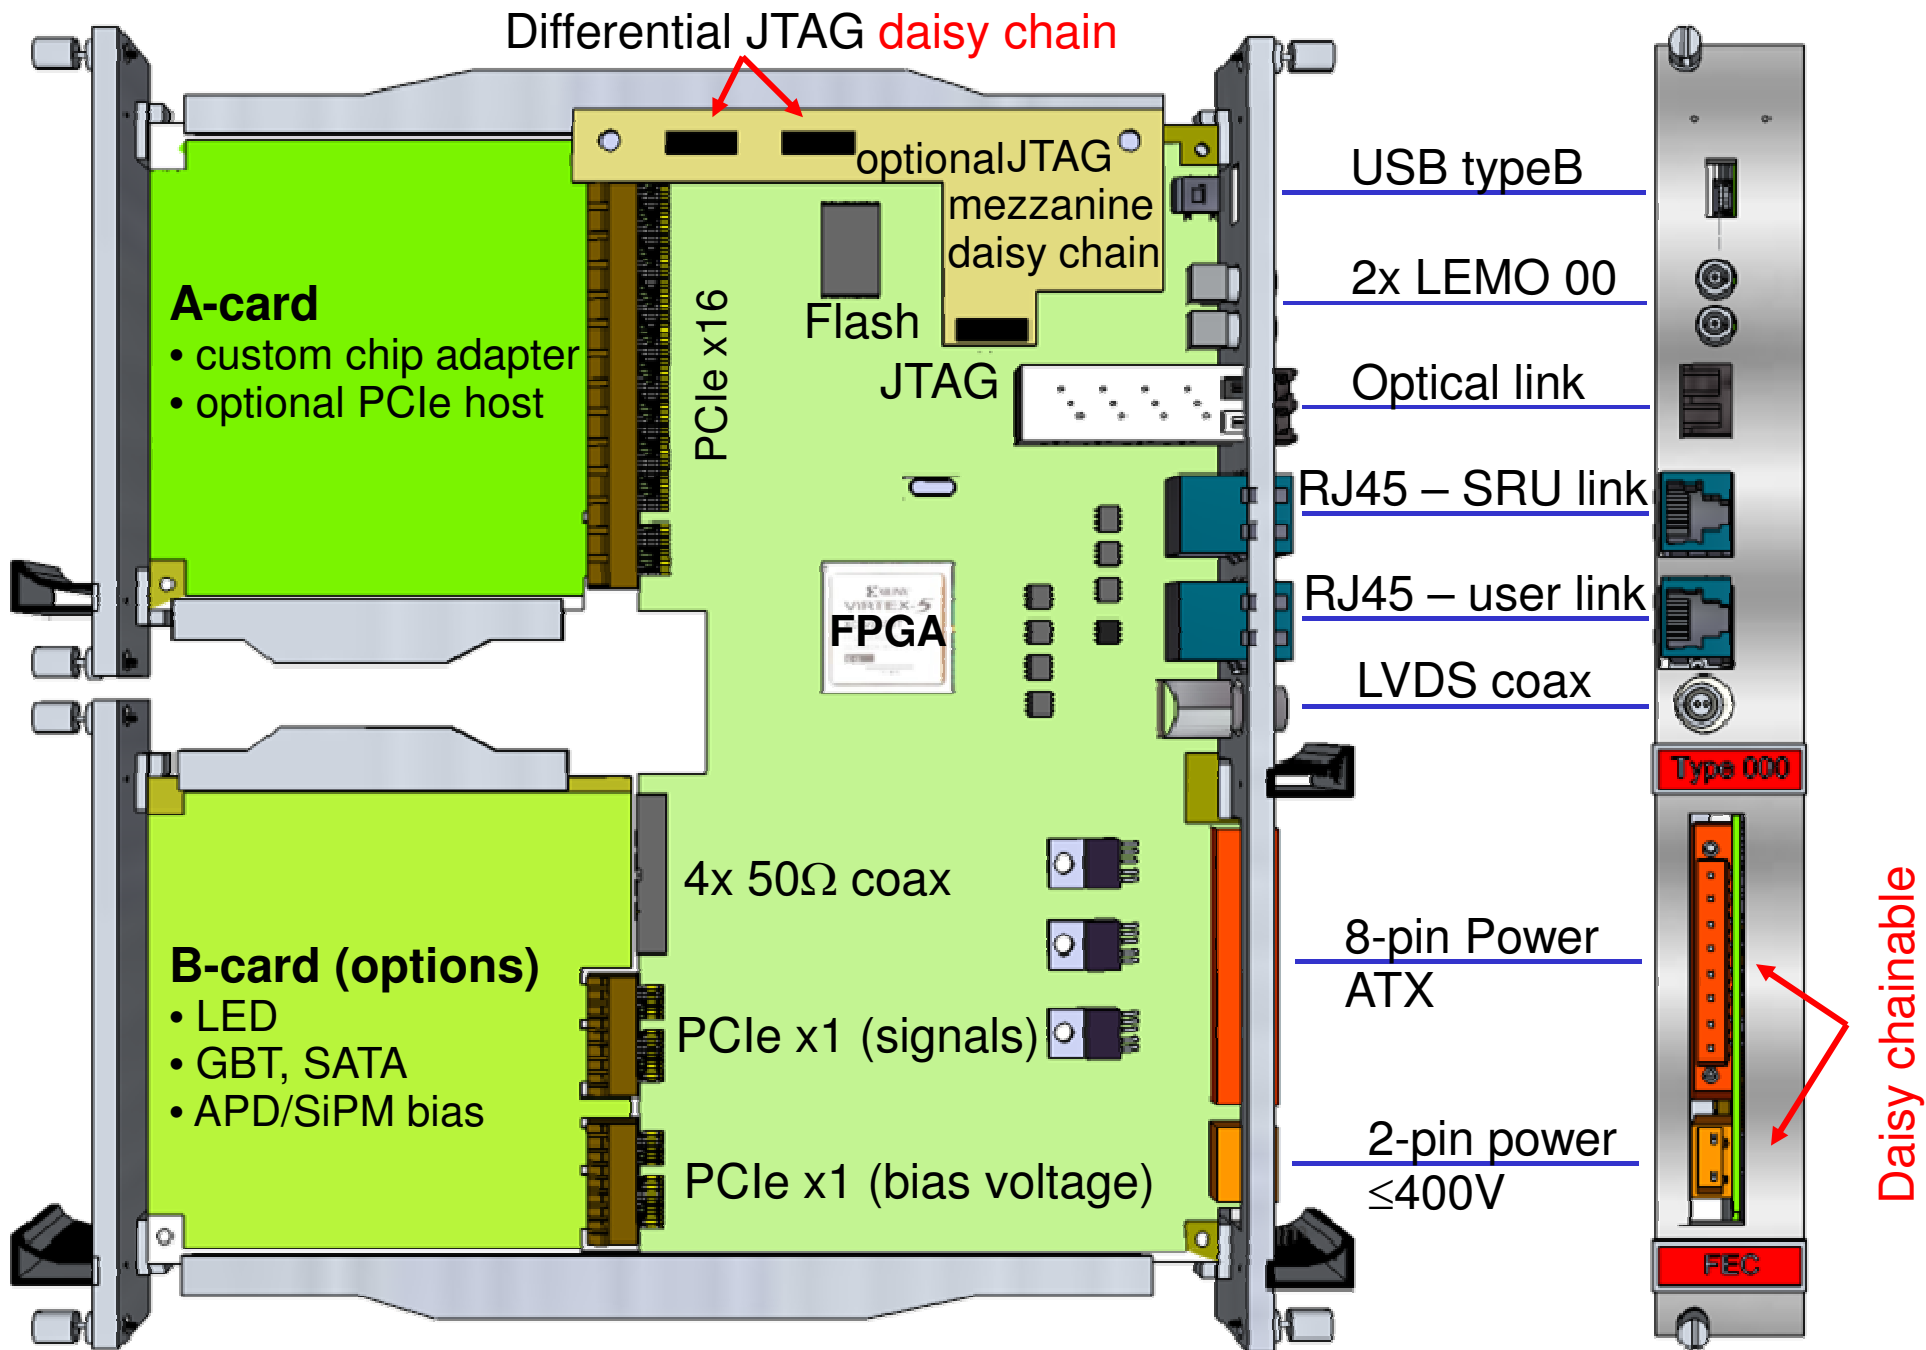 Differential JTAG daisy chain
optionalJTAG
mezzanine
daisy chain
A-card
• custom chip adapter
• optional PCIe host
PCIe x16
Flash
JTAG
VIRTEX-5
FPGA
B-card (options)
• LED
• GBT, SATA
• APD/SiPM bias
4x 50Ω coax
PCIe x1 (signals)
PCIe x1 (bias voltage)
USB typeB
2x LEMO 00
Optical link
RJ45 – SRU link
RJ45 – user link
LVDS coax
8-pin Power
ATX
2-pin power
≤400V
Type 000
FEC
Daisy chainable